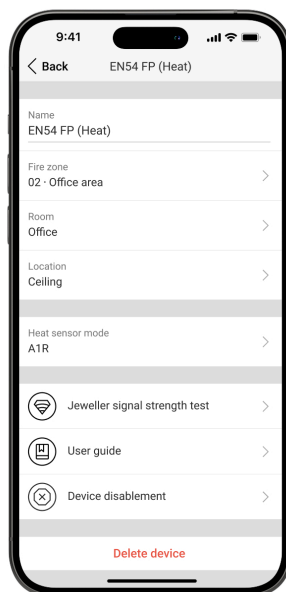 9:41
Back EN54 FP (Heat)
Name
EN54 FP (Heat)
Fire zone
02 · Office area
Room
Office
Location
Ceiling
Heat sensor mode
A1R
Jeweller signal strength test
User guide
Device disablement
Delete device